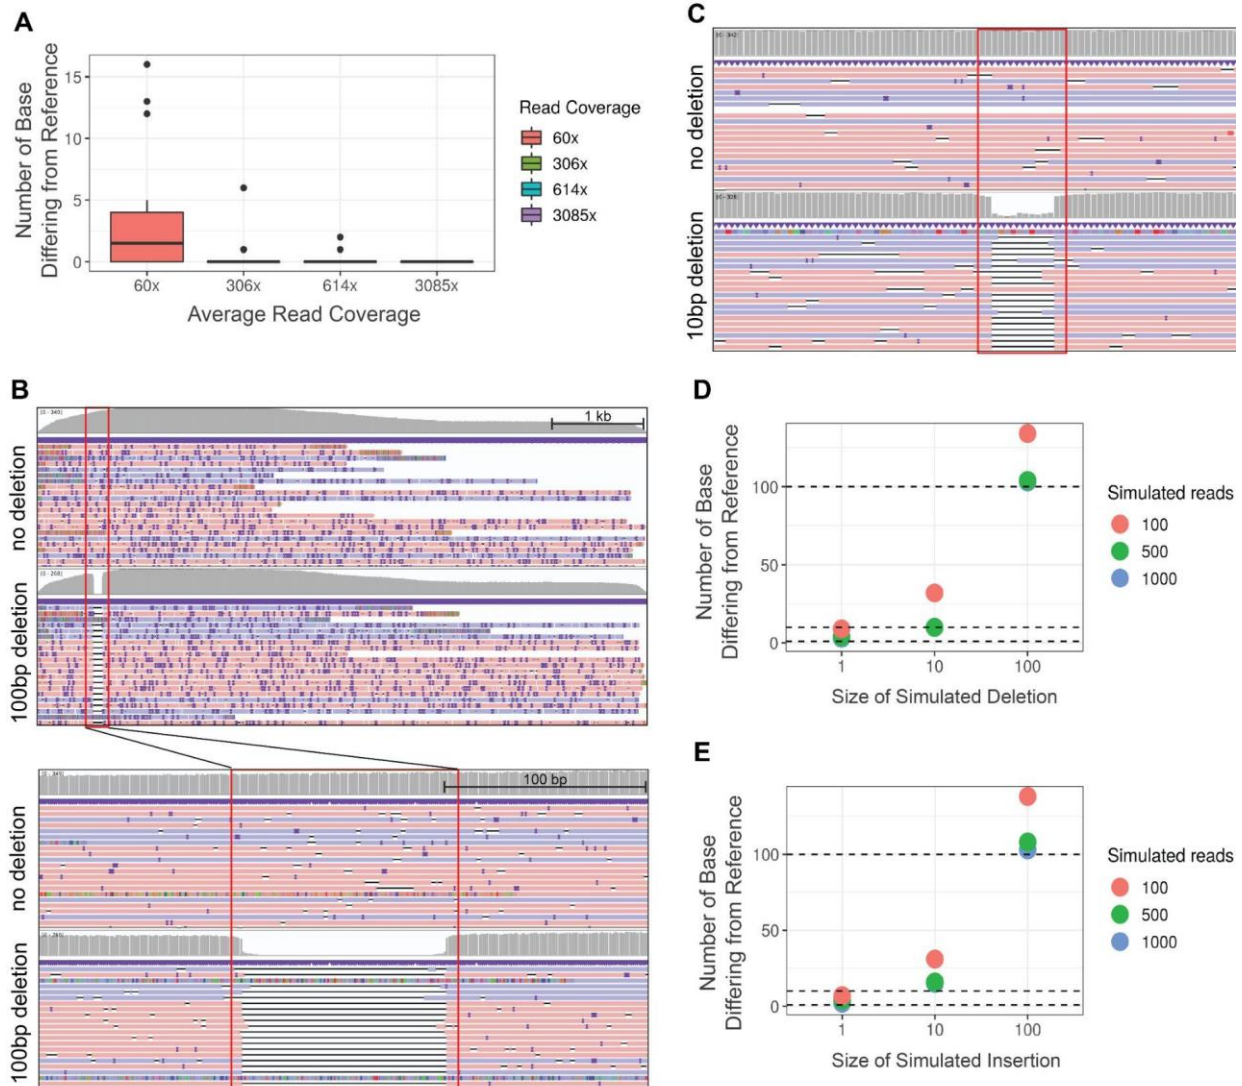 A
Number of Base
Differing from Reference
15
10
5
0
60x
306x
614x
3085x
Average Read Coverage
Read Coverage
60x
306x
614x
3085x
B
no deletion
1 kb
100bp deletion
no deletion
100 bp
100bp deletion
C
no deletion
10bp deletion
D
Number of Base
Differing from Reference
100
50
0
1
10
100
Size of Simulated Deletion
Simulated reads
100
500
1000
E
Number of Base
Differing from Reference
100
50
0
1
10
100
Size of Simulated Insertion
Simulated reads
100
500
1000